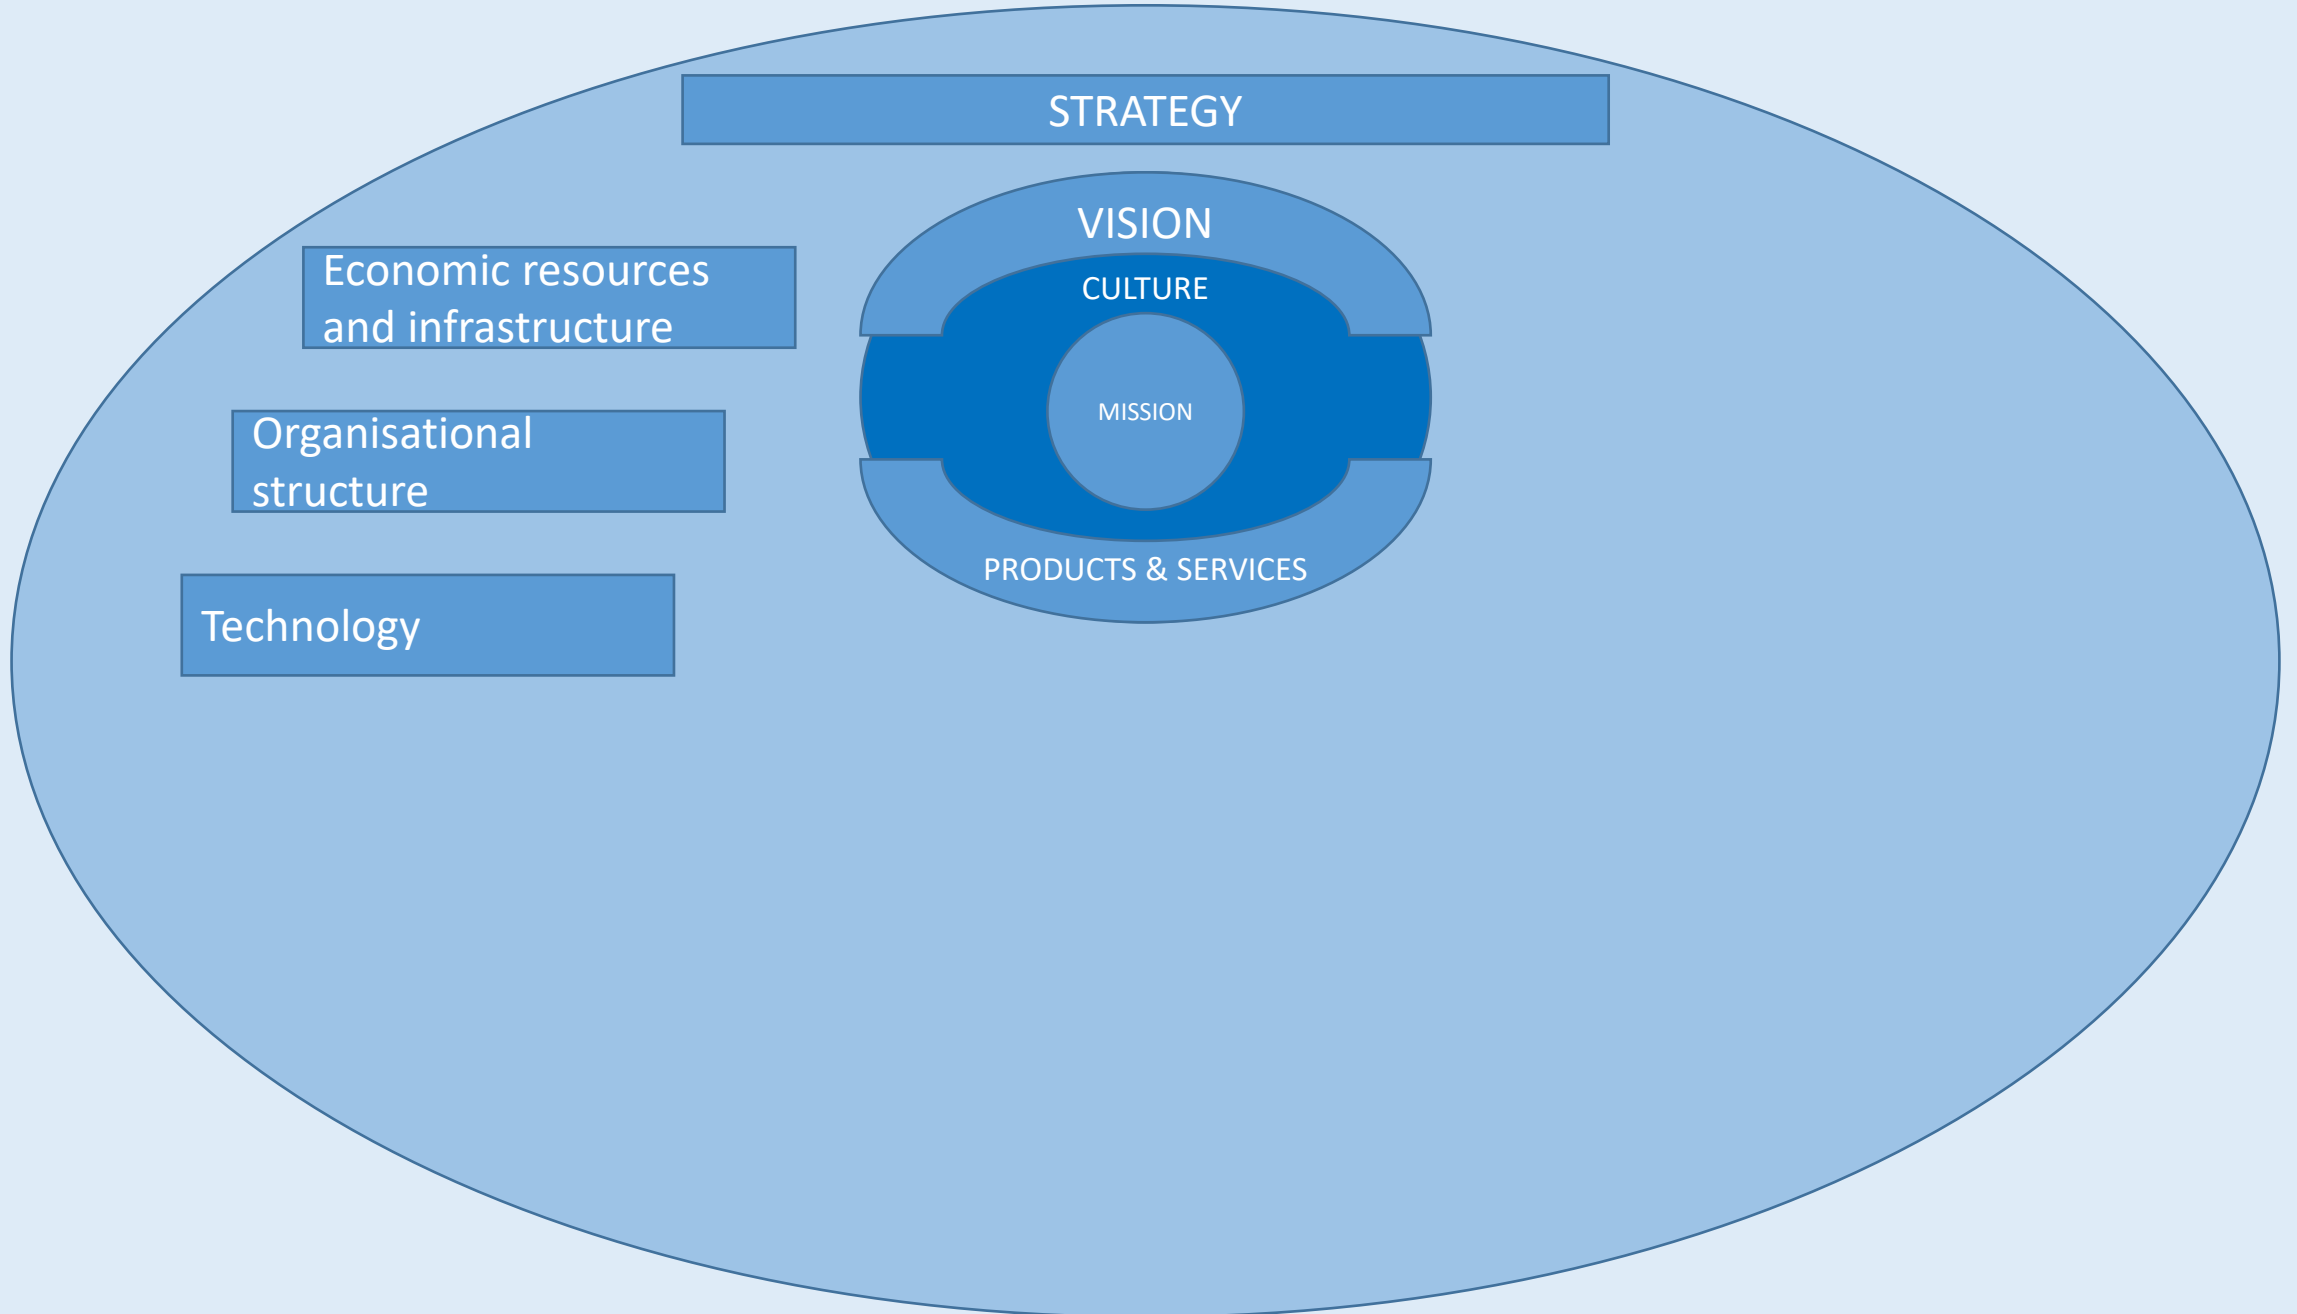 STRATEGY
VISION
CULTURE
MISSION
PRODUCTS & SERVICES
Economic resources
and infrastructure
Organisational
structure
Technology